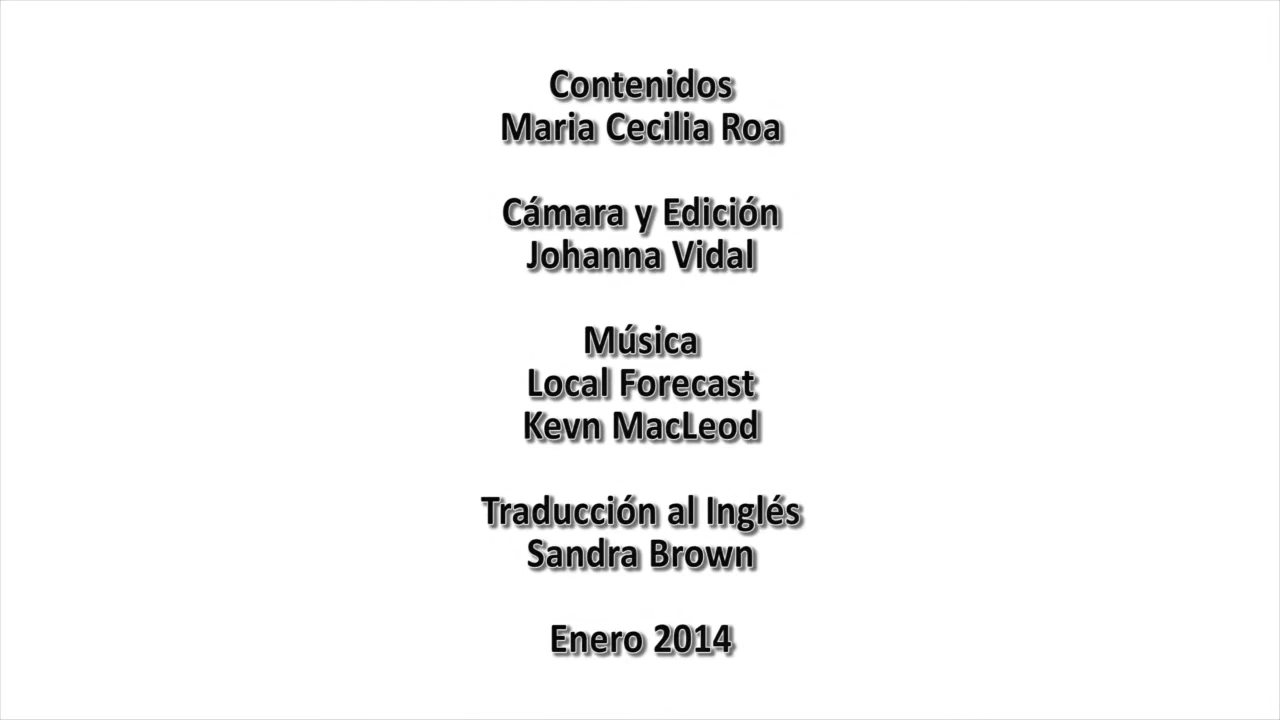 Contenidos
Maria Cecilia Roa
Cámara y Edición
Johanna Vidal
Música
Local Forecast
Kevn MacLeod
Traducción al Inglés
Sandra Brown
Enero 2014